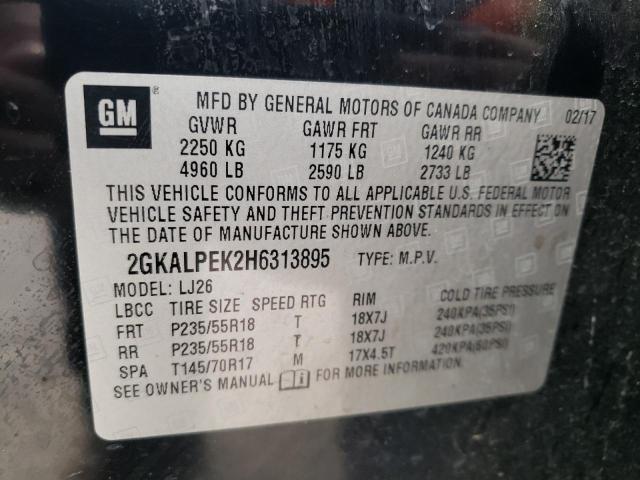 GM ®
MFD BY GENERAL MOTORS OF CANADA COMPANY 02/17
GVWR GAWR FRT GAWR RR
2250 KG 1175 KG 1240 KG
4960 LB 2590 LB 2733 LB
THIS VEHICLE CONFORMS TO ALL APPLICABLE U.S. FEDERAL MOTOR
VEHICLE SAFETY AND THEFT PREVENTION STANDARDS IN EFFECT ON
THE DATE OF MANUFACTURE SHOWN ABOVE.
2GKALPEK2H6313895 TYPE: M.P.V.
MODEL: LJ26
LBCC TIRE SIZE SPEED RTG RIM COLD TIRE PRESSURE
FRT P235/55R18 T 18X7J 240KPA(35PSI)
RR P235/55R18 T 18X7J 240KPA(35PSI)
SPA T145/70R17 M 17X4.5T 420KPA(60PSI)
SEE OWNER'S MANUAL FOR MORE INFORMATION.